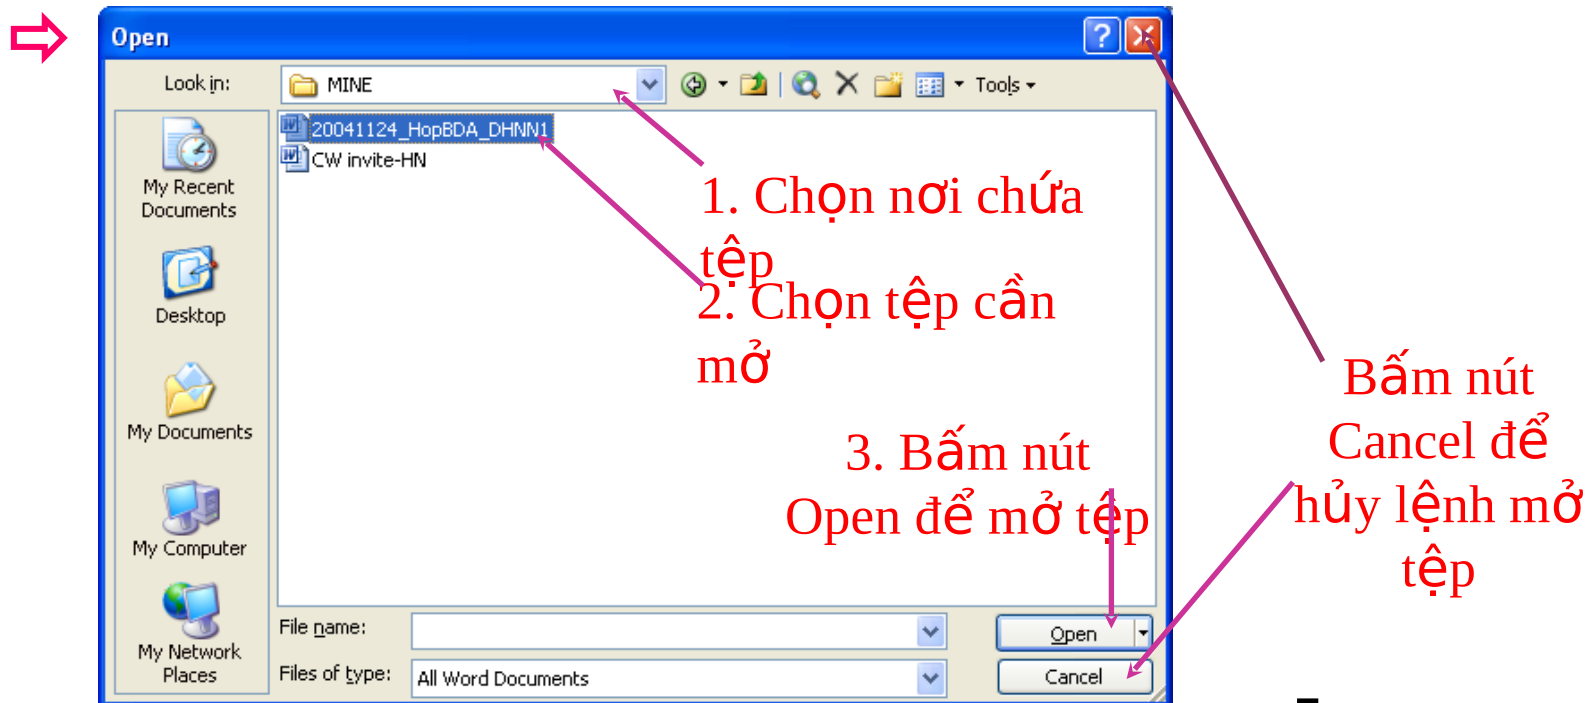 Open
Look in:
MINE
Tools
20041124_HopBDA_DHNN1
CW invite-HN
My Recent
Documents
Desktop
My Documents
My Computer
My Network
Places
1. Chọn nơi chứa
tệp
2. Chọn tệp cần
mở
3. Bấm nút
Open để mở tệp
Bấm nút
Cancel để
hủy lệnh mở
tệp
File name:
Open
Files of type:
All Word Documents
Cancel